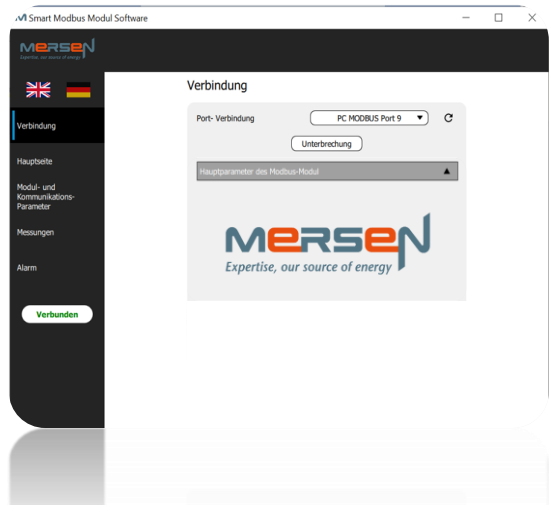 Smart Modbus Modul Software
MERSEN
Expertise, our source of energy
Verbindung
Hauptseite
Modul- und
Kommunikations-
Parameter
Messungen
Alarm
Verbunden
Verbindung
Port- Verbindung
PC MODBUS Port 9
Unterbrechung
Hauptparameter des Modbus-Modul
MERSEN
Expertise, our source of energy